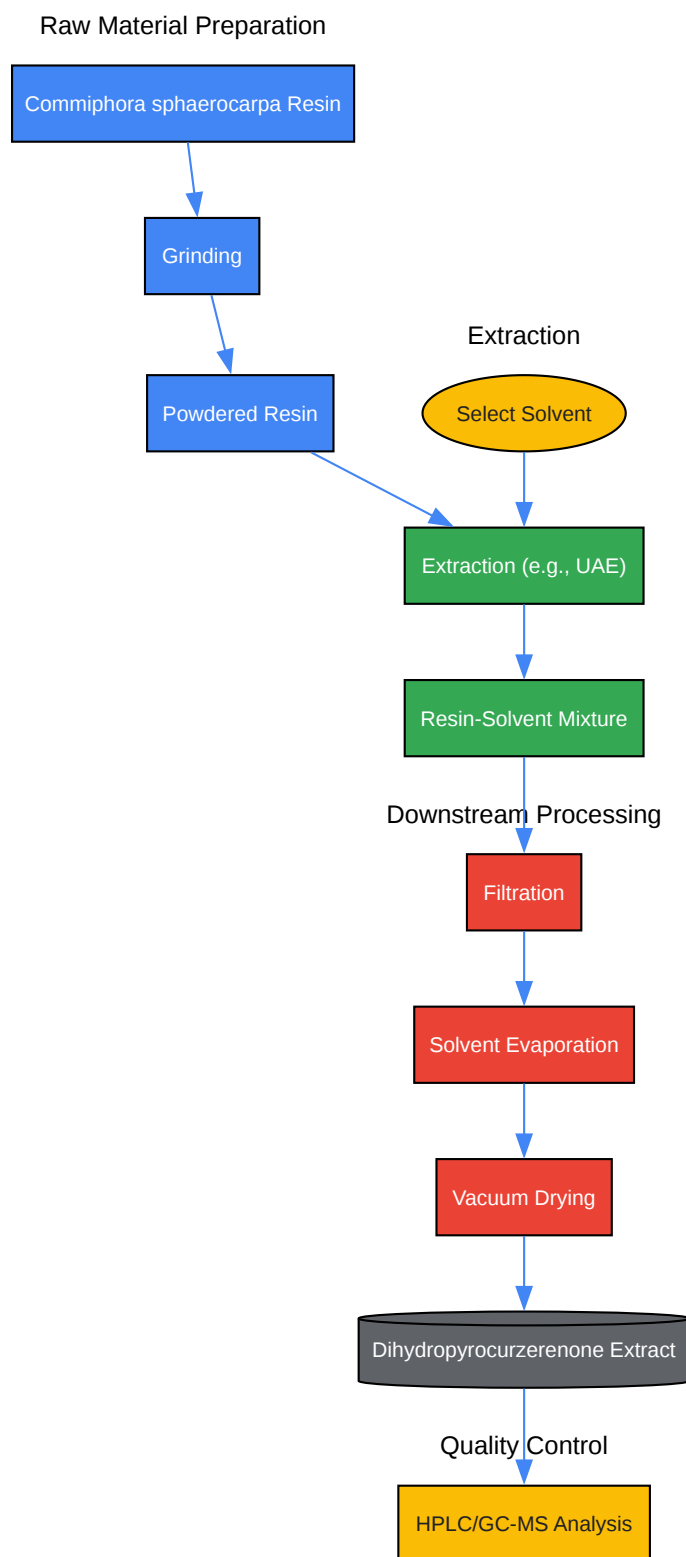 Raw Material Preparation
Commiphora sphaerocarpa Resin
Grinding
Powdered Resin
Extraction
Select Solvent
Extraction (e.g., UAE)
Resin-Solvent Mixture
Downstream Processing
Filtration
Solvent Evaporation
Vacuum Drying
Dihydropyrocurzerenone Extract
Quality Control
HPLC/GC-MS Analysis